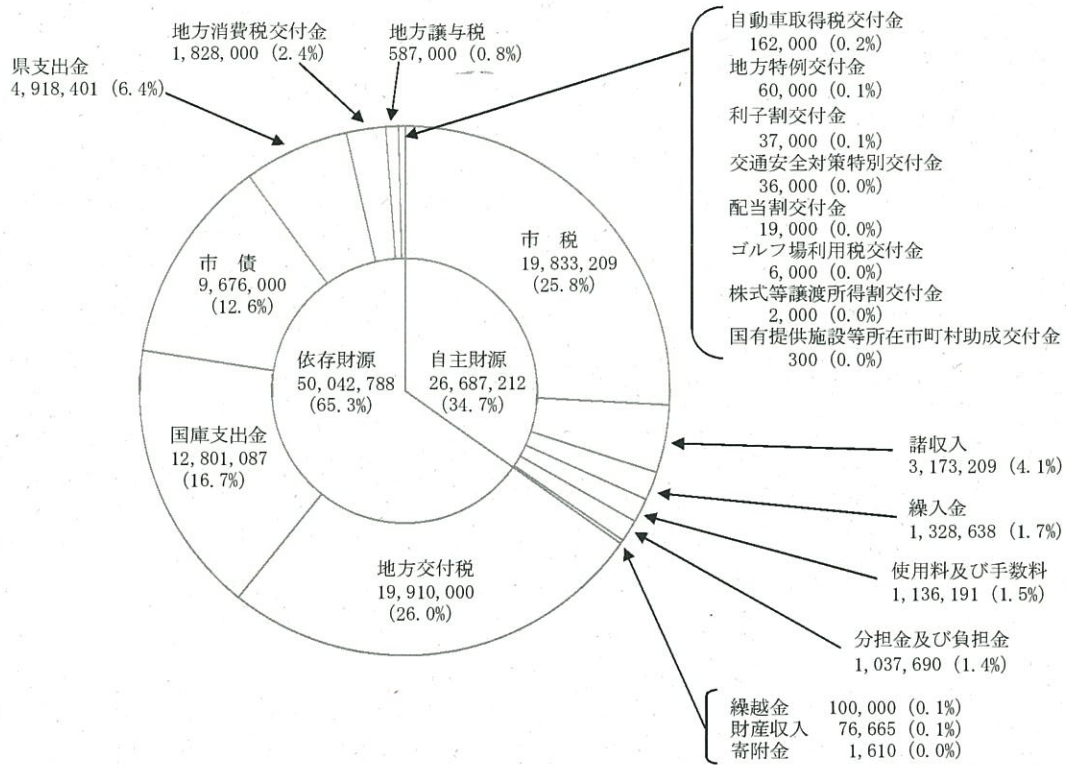 地方消費税交付金
1,828,000 (2.4%)
地方譲与税
587,000 (0.8%)
県支出金
4,918,401 (6.4%)
自動車取得税交付金
162,000 (0.2%)
地方特例交付金
60,000 (0.1%)
利子割交付金
37,000 (0.1%)
交通安全対策特別交付金
36,000 (0.0%)
配当割交付金
19,000 (0.0%)
ゴルフ場利用税交付金
6,000 (0.0%)
株式等譲渡所得割交付金
2,000 (0.0%)
国有提供施設等所在市町村助成交付金
300 (0.0%)
市 税
19,833,209
(25.8%)
市 債
9,676,000
(12.6%)
依存財源
50,042,788
(65.3%)
自主財源
26,687,212
(34.7%)
国庫支出金
12,801,087
(16.7%)
地方交付税
19,910,000
(26.0%)
諸収入
3,173,209 (4.1%)
繰入金
1,328,638 (1.7%)
使用料及び手数料
1,136,191 (1.5%)
分担金及び負担金
1,037,690 (1.4%)
繰越金 100,000 (0.1%)
財産収入 76,665 (0.1%)
寄附金 1,610 (0.0%)